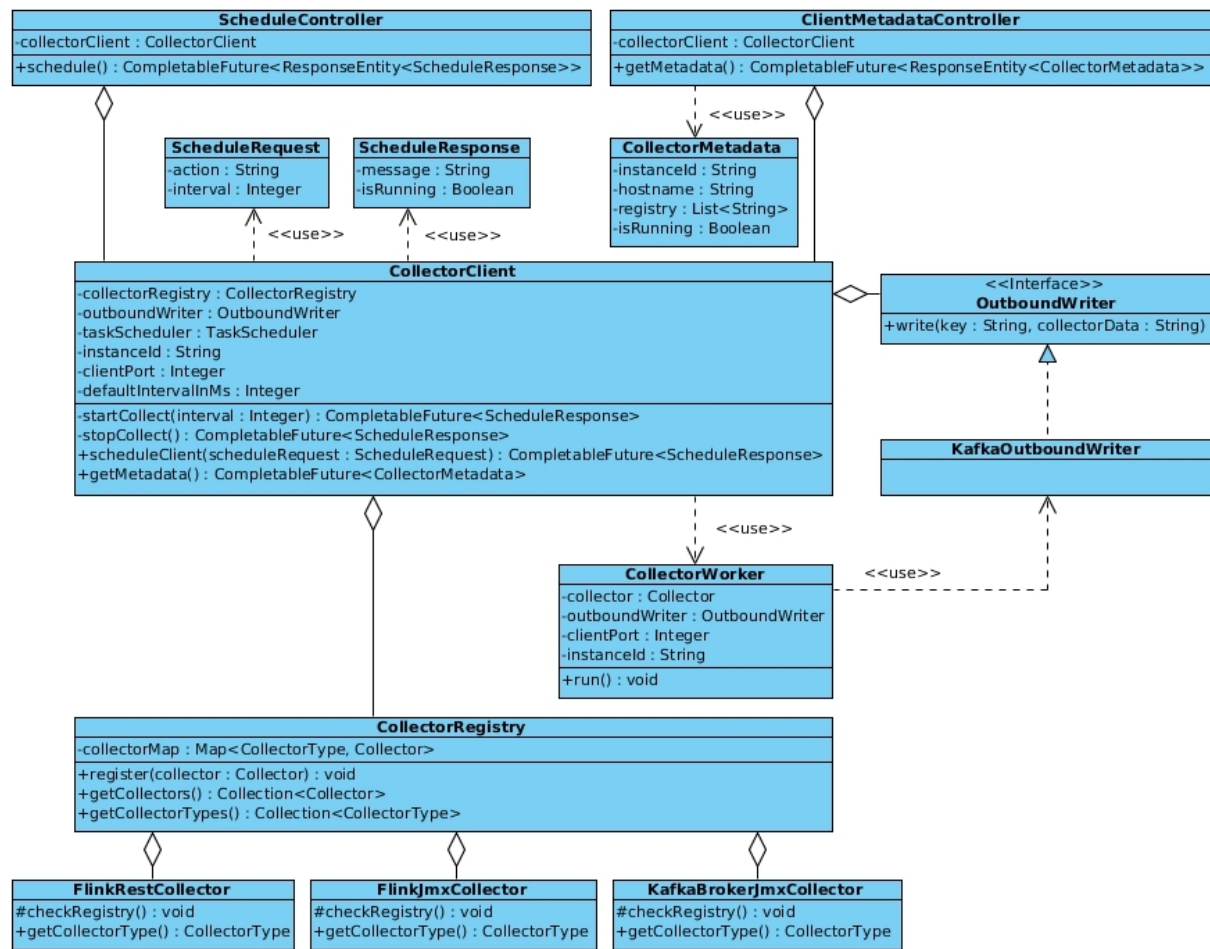 ScheduleController
-collectorClient : CollectorClient
+schedule() : CompletableFuture<ResponseEntity<ScheduleResponse>>
ClientMetadataController
-collectorClient : CollectorClient
+getMetadata() : CompletableFuture<ResponseEntity<CollectorMetadata>>
<<use>>
ScheduleRequest
-action : String
-interval : Integer
ScheduleResponse
-message : String
-isRunning : Boolean
CollectorMetadata
-instanceId : String
-hostname : String
-registry : List<String>
-isRunning : Boolean
<<use>>
<<use>>
CollectorClient
-collectorRegistry : CollectorRegistry
-outboundWriter : OutboundWriter
-taskScheduler : TaskScheduler
-instanceId : String
-clientPort : Integer
-defaultIntervalInMs : Integer
-startCollect(interval : Integer) : CompletableFuture<ScheduleResponse>
-stopCollect() : CompletableFuture<ScheduleResponse>
+scheduleClient(scheduleRequest : ScheduleRequest) : CompletableFuture<ScheduleResponse>
+getMetadata() : CompletableFuture<CollectorMetadata>
<<Interface>>
OutboundWriter
+write(key : String, collectorData : String)
KafkaOutboundWriter
<<use>>
CollectorWorker
-collector : Collector
-outboundWriter : OutboundWriter
-clientPort : Integer
-instanceId : String
+run() : void
<<use>>
CollectorRegistry
-collectorMap : Map<CollectorType, Collector>
+register(collector : Collector) : void
+getCollectors() : Collection<Collector>
+getCollectorTypes() : Collection<CollectorType>
FlinkRestCollector
#checkRegistry() : void
+getCollectorType() : CollectorType
FlinkJmxCollector
#checkRegistry() : void
+getCollectorType() : CollectorType
KafkaBrokerJmxCollector
#checkRegistry() : void
+getCollectorType() : CollectorType